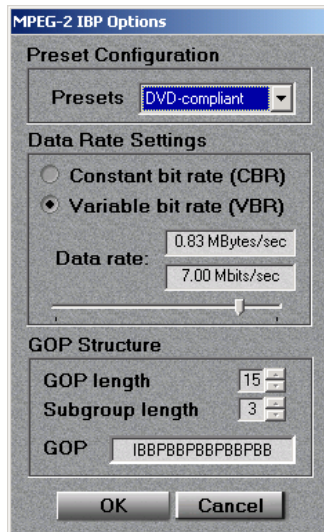 MPEG-2 IBP Options
Preset Configuration
Presets DVD-compliant
Data Rate Settings
Constant bit rate (CBR)
Variable bit rate (VBR)
0.83 MBytes/sec
Data rate:
7.00 Mbits/sec
GOP Structure
GOP length 15
Subgroup length 3
GOP IBBPBBPBBPBBPBB
OK Cancel